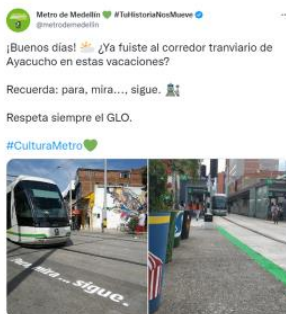 Metro de Medellín 💚 #TuHistoriaNosMueve
@metrodemedellin
¡Buenos días! 🌤️ ¿Ya fuiste al corredor tranviario de
Ayacucho en estas vacaciones?
Recuerda: para, mira..., sigue. 🚊
Respeta siempre el GLO.
#CulturaMetro💚
Para, mira ... sigue.